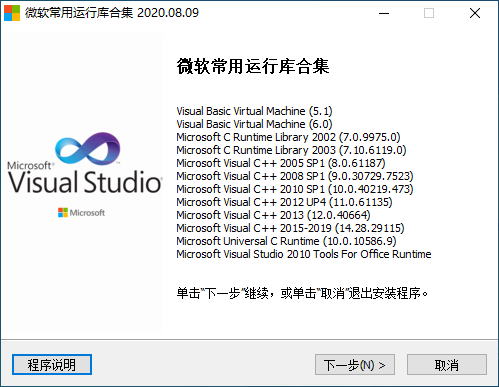 微软常用运行库合集 2020.08.09
微软常用运行库合集
Visual Basic Virtual Machine (5.1)
Visual Basic Virtual Machine (6.0)
Microsoft C Runtime Library 2002 (7.0.9975.0)
Microsoft C Runtime Library 2003 (7.10.6119.0)
Microsoft Visual C++ 2005 SP1 (8.0.61187)
Microsoft Visual C++ 2008 SP1 (9.0.30729.7523)
Microsoft Visual C++ 2010 SP1 (10.0.40219.473)
Microsoft Visual C++ 2012 UP4 (11.0.61135)
Microsoft Visual C++ 2013 (12.0.40664)
Microsoft Visual C++ 2015-2019 (14.28.29115)
Microsoft Universal C Runtime (10.0.10586.9)
Microsoft Visual Studio 2010 Tools For Office Runtime
Microsoft®
Visual Studio
Microsoft
单击“下一步”继续，或单击“取消”退出安装程序。
程序说明
下一步(N) >
取消